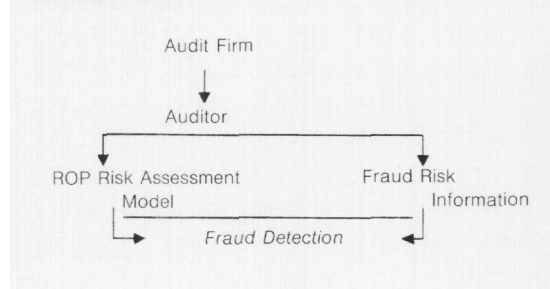 Audit Firm
Auditor
ROP Risk Assessment
Model
Fraud Risk
Information
Fraud Detection